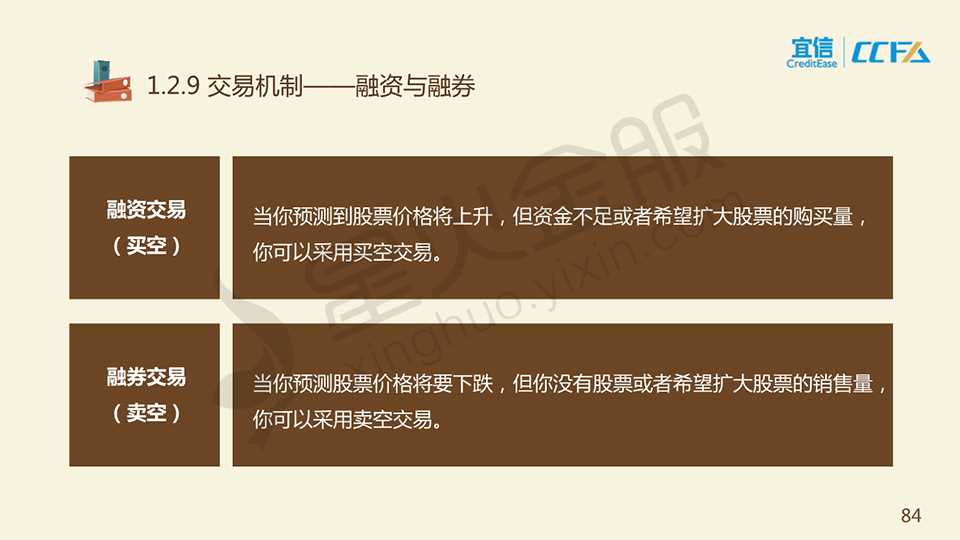 宜信
CreditEase
CCFA
1.2.9 交易机制——融资与融券
融资交易
（买空）
当你预测到股票价格将上升，但资金不足或者希望扩大股票的购买量，
你可以采用买空交易。
融券交易
（卖空）
当你预测股票价格将要下跌，但你没有股票或者希望扩大股票的销售量，
你可以采用卖空交易。
星火金服
xinghuo.yixin.com
84